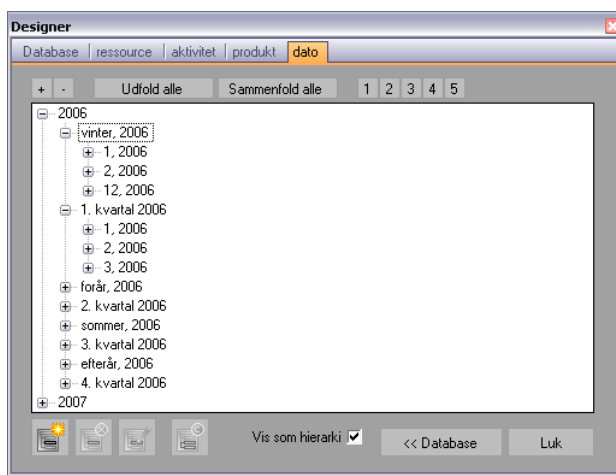 Designer
Database ressource aktivitet produkt dato
+ - Udfold alle Sammenfold alle 1 2 3 4 5
2006
vinter, 2006
1, 2006
2, 2006
12, 2006
1. kvartal 2006
1, 2006
2, 2006
3, 2006
forår, 2006
2. kvartal 2006
sommer, 2006
3. kvartal 2006
efterår, 2006
4. kvartal 2006
2007
Vis som hierarki << Database Luk